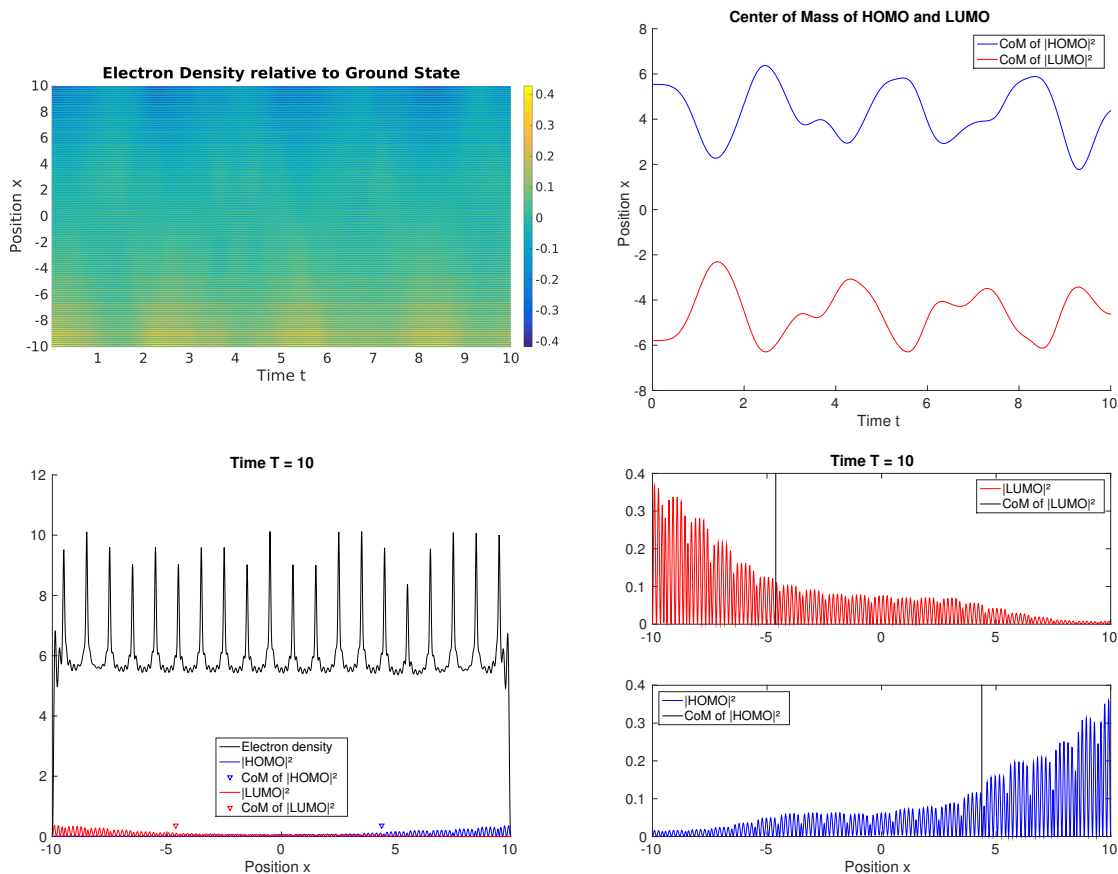 Electron Density relative to Ground State
10
8
6
4
2
0
-2
-4
-6
-8
-10
Position x
1 2 3 4 5 6 7 8 9 10
Time t
0.4
0.3
0.2
0.1
0
-0.1
-0.2
-0.3
-0.4
Center of Mass of HOMO and LUMO
CoM of |HOMO|²
CoM of |LUMO|²
8
6
4
2
0
-2
-4
-6
-8
Position x
0 2 4 6 8 10
Time t
Time T = 10
12
10
8
6
4
2
0
Electron density
|HOMO|²
CoM of |HOMO|²
|LUMO|²
CoM of |LUMO|²
-10 -5 0 5 10
Position x
Time T = 10
0.4
0.3
0.2
0.1
0
|LUMO|²
CoM of |LUMO|²
-10 -5 0 5 10
0.4
0.3
0.2
0.1
0
|HOMO|²
CoM of |HOMO|²
-10 -5 0 5 10
Position x